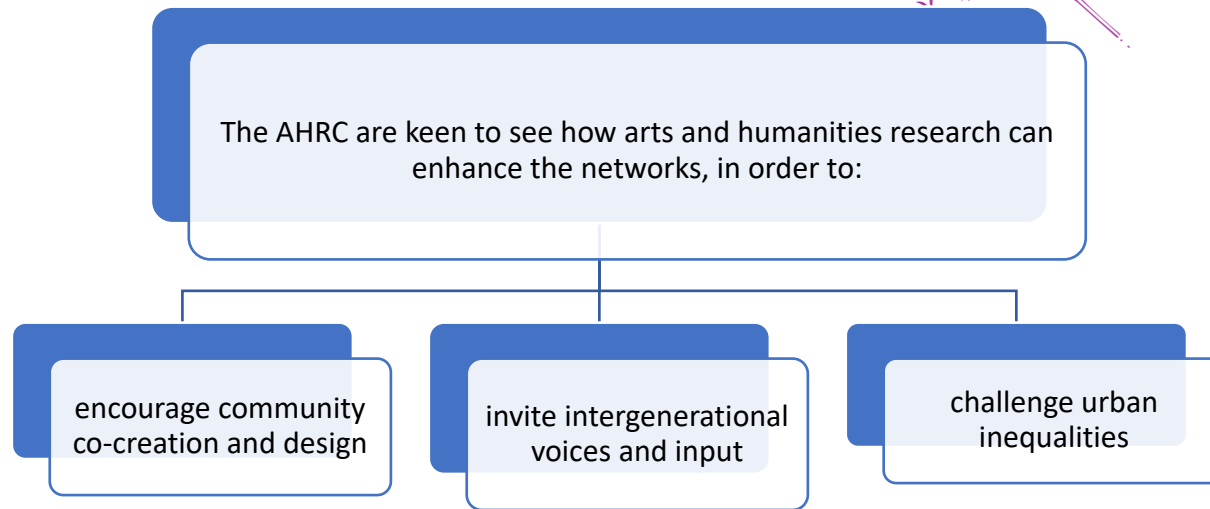 The AHRC are keen to see how arts and humanities research can
enhance the networks, in order to:
encourage community
co-creation and design
invite intergenerational
voices and input
challenge urban
inequalities